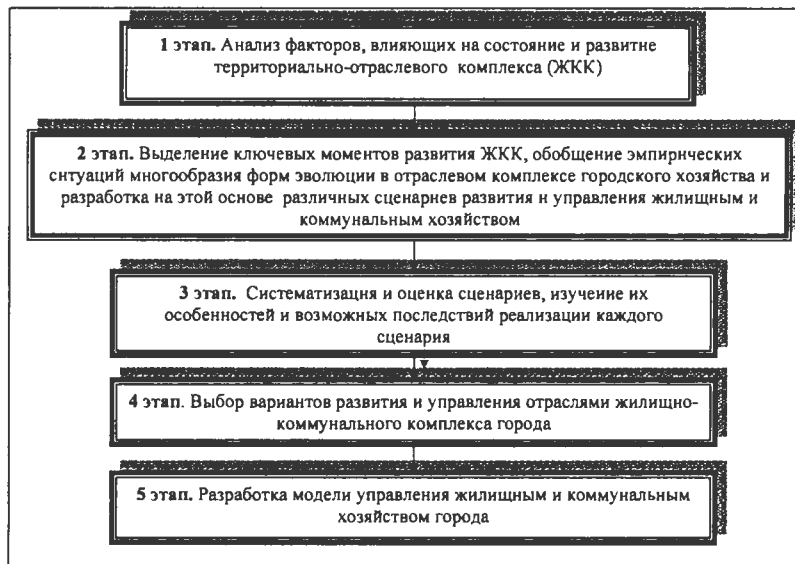 1 этап. Анализ факторов, влияющих на состояние и развитие
территориально-отраслевого комплекса (ЖКК)
2 этап. Выделение ключевых моментов развития ЖКК, обобщение эмпирических
ситуаций многообразия форм эволюции в отраслевом комплексе городского хозяйства и
разработка на этой основе различных сценариев развития и управления жилищным и
коммунальным хозяйством
3 этап. Систематизация и оценка сценариев, изучение их
особенностей и возможных последствий реализации каждого
сценария
4 этап. Выбор вариантов развития и управления отраслями жилищно-
коммунального комплекса города
5 этап. Разработка модели управления жилищным и коммунальным
хозяйством города